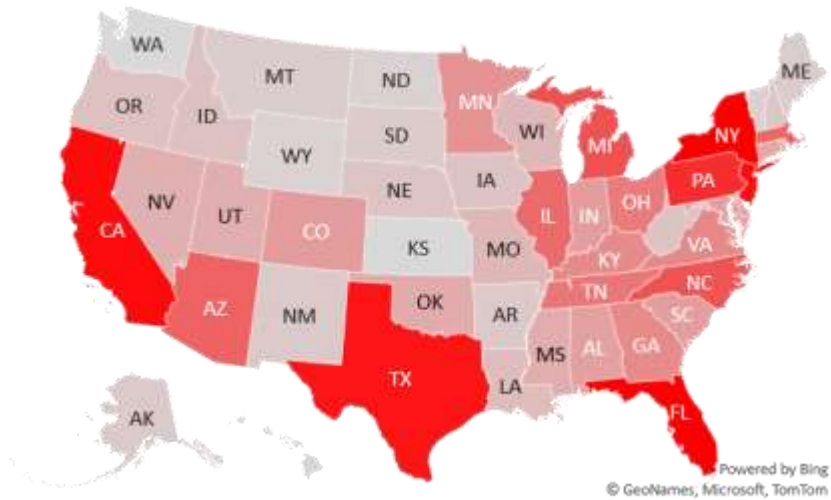 WA
ME
MT
ND
OR
MN
ID
WI
SD
NY
MI
WY
PA
IA
NE
NV
OH
IL
IN
UT
CA
CO
VA
KS
MO
KY
NC
TN
AZ
OK
SC
NM
AR
GA
AL
MS
TX
LA
FL
AK
Powered by Bing
© GeoNames, Microsoft, TomTom